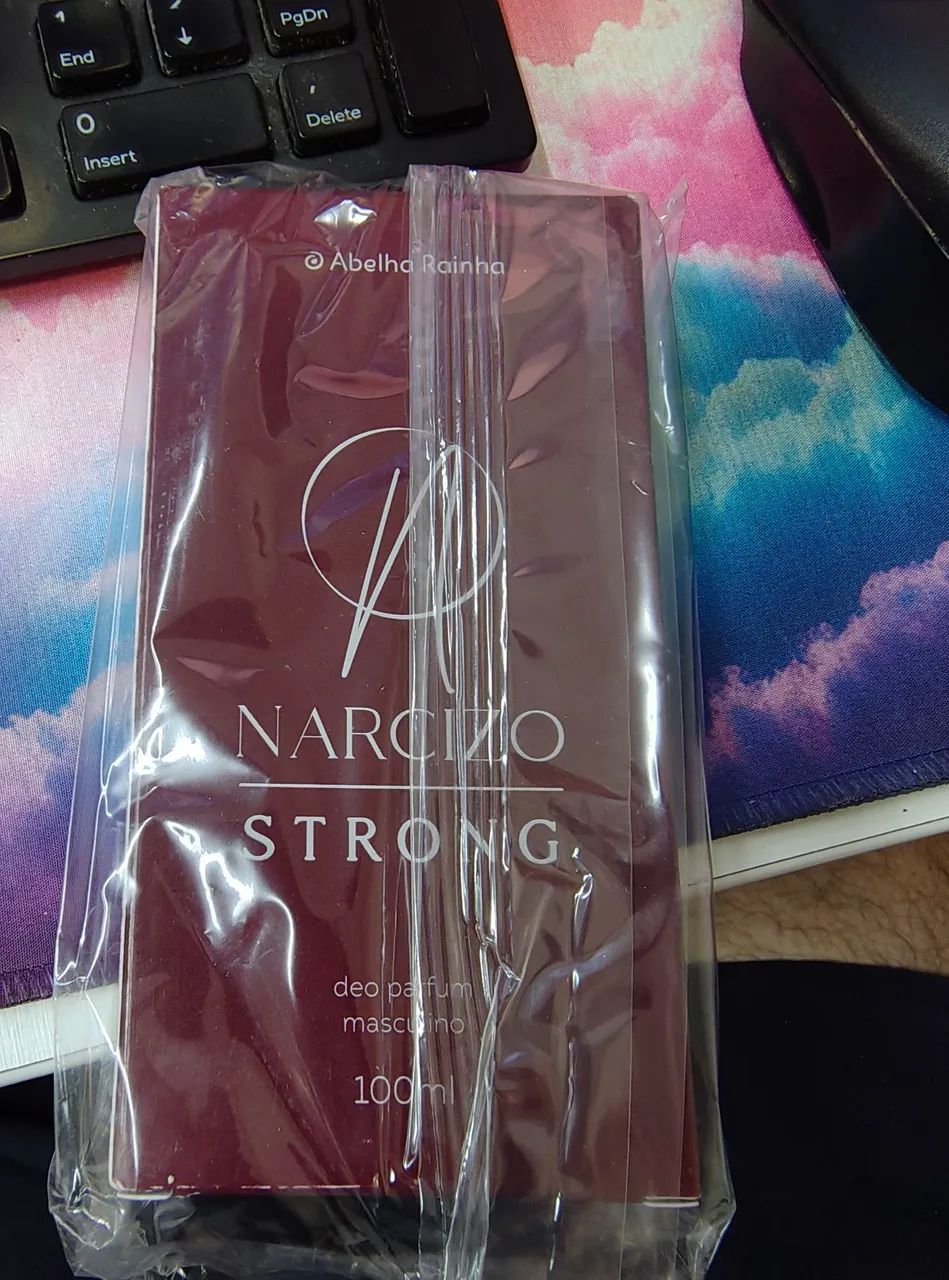 1
End
↓
PgDn
0
Insert
,
Delete
Abelha Rainha
NARCIZO
STRONG
deo parfum
masculino
100ml